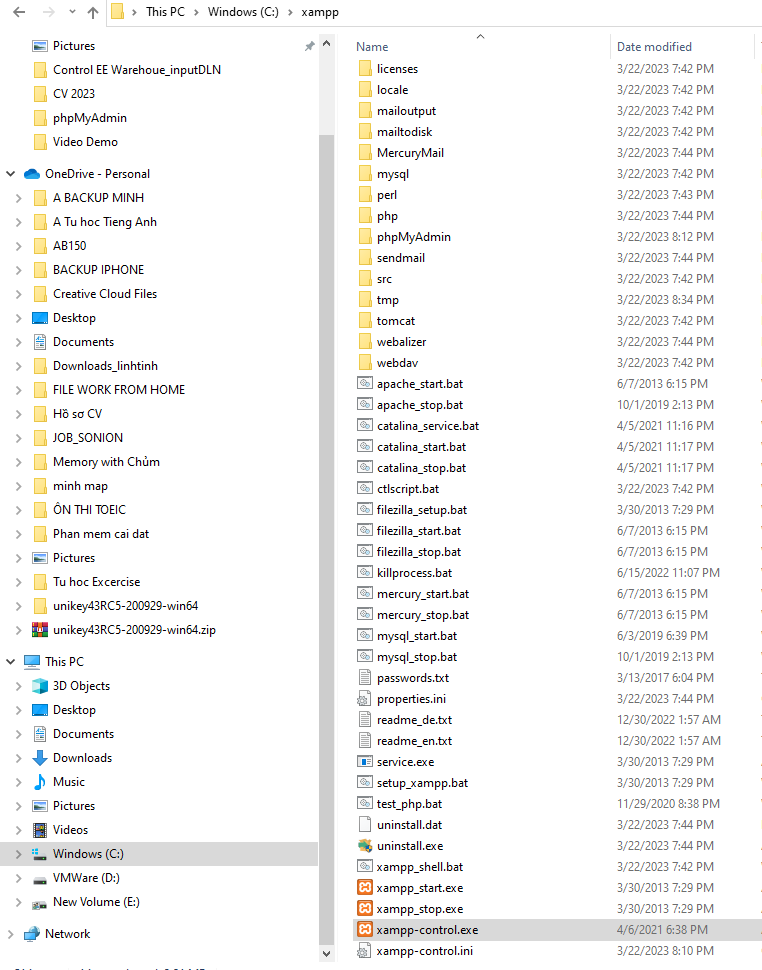 This PC > Windows (C:) > xampp
Pictures
Control EE Warehoue_inputDLN
CV 2023
phpMyAdmin
Video Demo
OneDrive - Personal
A BACKUP MINH
A Tu hoc Tieng Anh
AB150
BACKUP IPHONE
Creative Cloud Files
Desktop
Documents
Downloads_linhtinh
FILE WORK FROM HOME
Hồ sơ CV
JOB_SONION
Memory with Chủm
minh map
ÔN THI TOEIC
Phan mem cai dat
Pictures
Tu hoc Excercise
unikey43RC5-200929-win64
unikey43RC5-200929-win64.zip
This PC
3D Objects
Desktop
Documents
Downloads
Music
Pictures
Videos
Windows (C:)
VMWare (D:)
New Volume (E:)
Network
Name Date modified
licenses 3/22/2023 7:42 PM
locale 3/22/2023 7:42 PM
mailoutput 3/22/2023 7:42 PM
mailtodisk 3/22/2023 7:42 PM
MercuryMail 3/22/2023 7:44 PM
mysql 3/22/2023 7:42 PM
perl 3/22/2023 7:43 PM
php 3/22/2023 7:44 PM
phpMyAdmin 3/22/2023 8:12 PM
sendmail 3/22/2023 7:44 PM
src 3/22/2023 7:42 PM
tmp 3/22/2023 8:34 PM
tomcat 3/22/2023 7:42 PM
webalizer 3/22/2023 7:44 PM
webdav 3/22/2023 7:42 PM
apache_start.bat 6/7/2013 6:15 PM
apache_stop.bat 10/1/2019 2:13 PM
catalina_service.bat 4/5/2021 11:16 PM
catalina_start.bat 4/5/2021 11:17 PM
catalina_stop.bat 4/5/2021 11:17 PM
ctlscript.bat 3/22/2023 7:42 PM
filezilla_setup.bat 3/30/2013 7:29 PM
filezilla_start.bat 6/7/2013 6:15 PM
filezilla_stop.bat 6/7/2013 6:15 PM
killprocess.bat 6/15/2022 11:07 PM
mercury_start.bat 6/7/2013 6:15 PM
mercury_stop.bat 6/7/2013 6:15 PM
mysql_start.bat 6/3/2019 6:39 PM
mysql_stop.bat 10/1/2019 2:13 PM
passwords.txt 3/13/2017 6:04 PM
properties.ini 3/22/2023 7:44 PM
readme_de.txt 12/30/2022 1:57 AM
readme_en.txt 12/30/2022 1:57 AM
service.exe 3/30/2013 7:29 PM
setup_xampp.bat 3/30/2013 7:29 PM
test_php.bat 11/29/2020 8:38 PM
uninstall.dat 3/22/2023 7:44 PM
uninstall.exe 3/22/2023 7:44 PM
xampp_shell.bat 3/22/2023 7:42 PM
xampp_start.exe 3/30/2013 7:29 PM
xampp_stop.exe 3/30/2013 7:29 PM
xampp-control.exe 4/6/2021 6:38 PM
xampp-control.ini 3/22/2023 8:10 PM